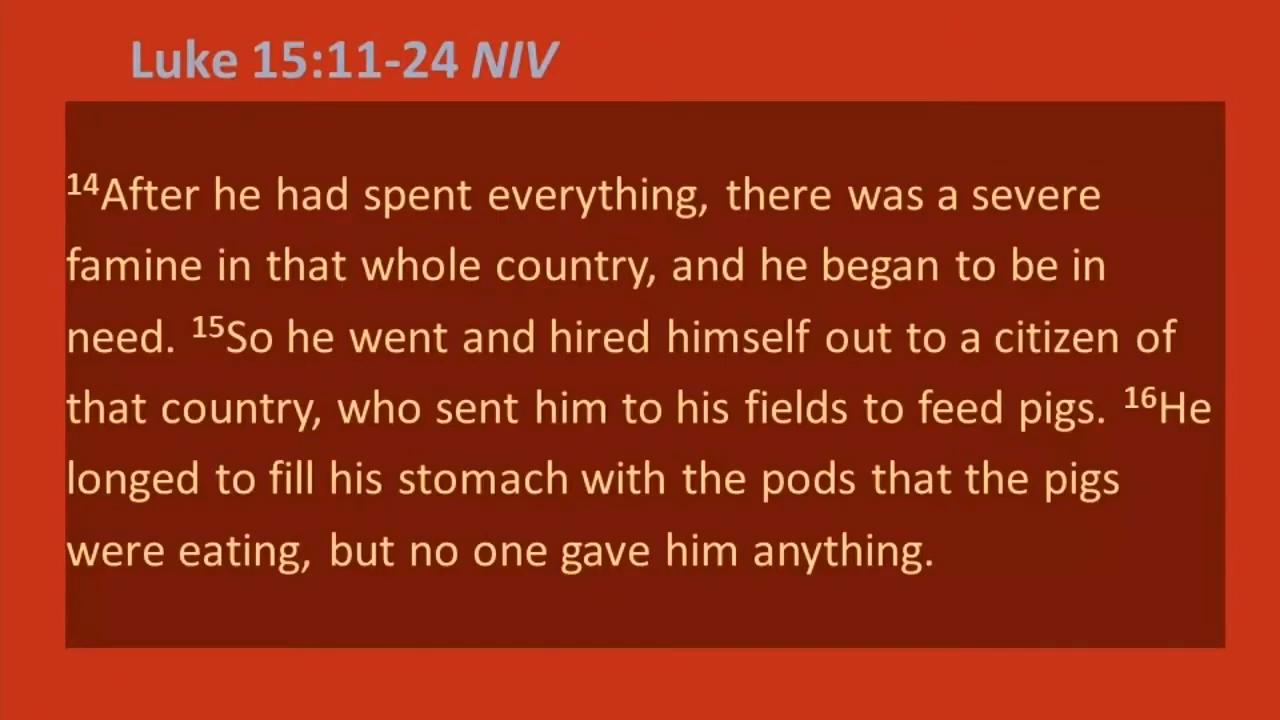 Luke 15:11-24 NIV
¹⁴After he had spent everything, there was a severe
famine in that whole country, and he began to be in
need. ¹⁵So he went and hired himself out to a citizen of
that country, who sent him to his fields to feed pigs. ¹⁶He
longed to fill his stomach with the pods that the pigs
were eating, but no one gave him anything.